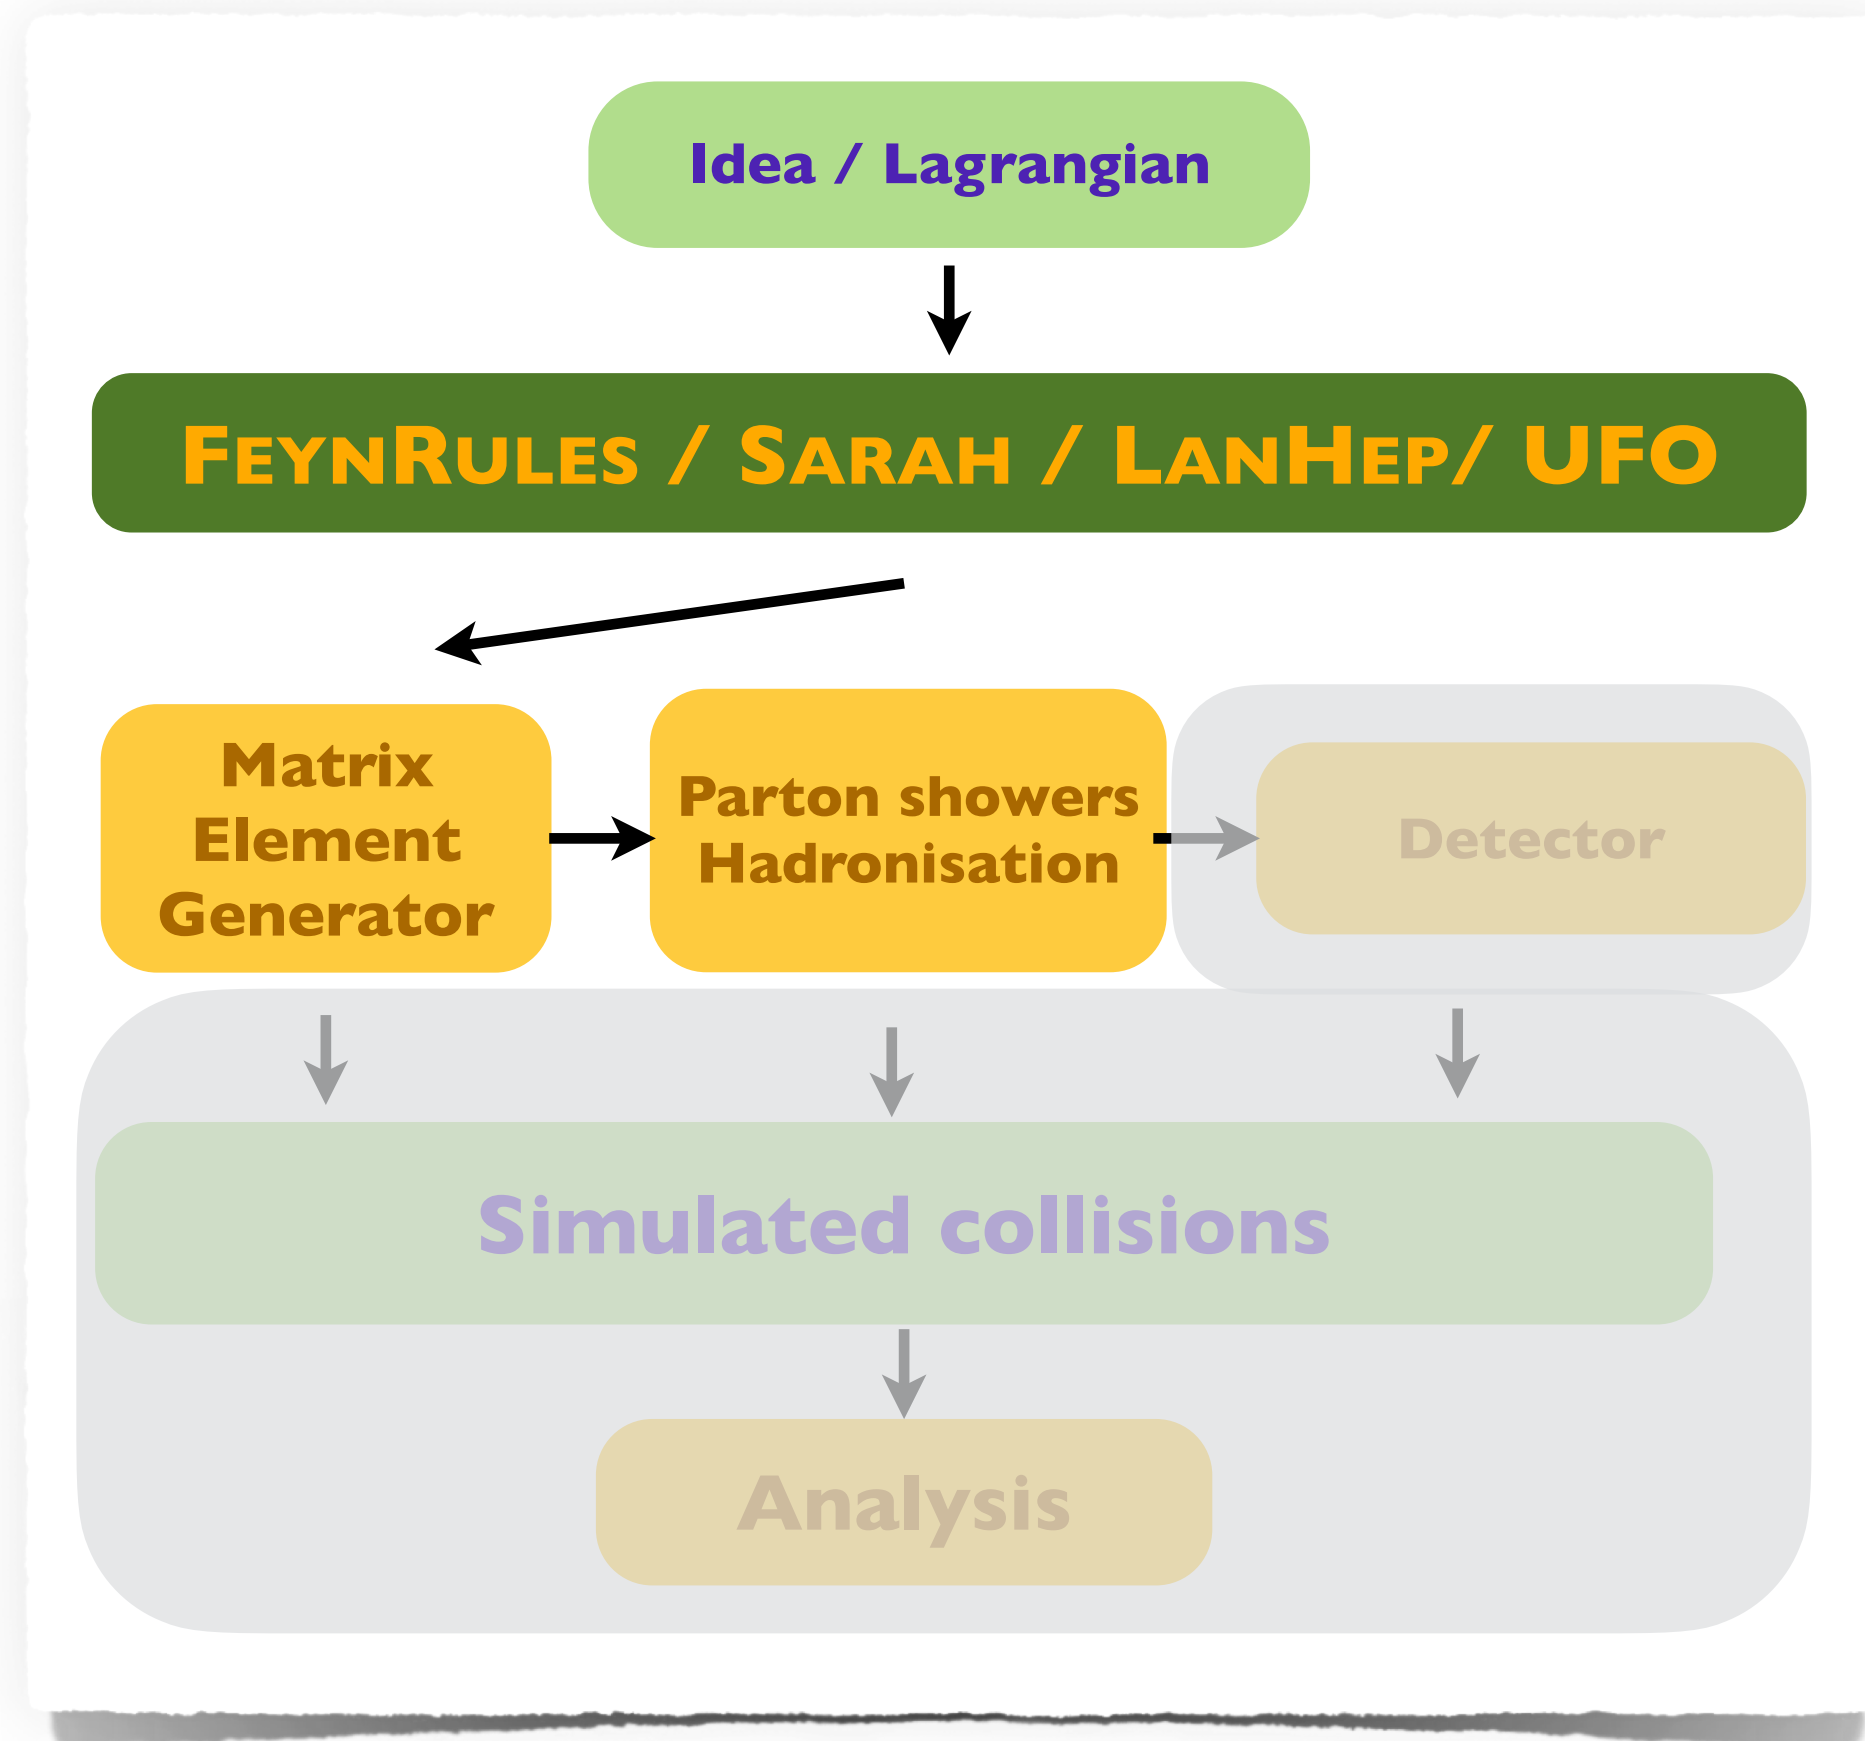 Idea / Lagrangian
FEYNRULES / SARAH / LANHEP/ UFO
Matrix
Element
Generator
Parton showers
Hadronisation
Detector
Simulated collisions
Analysis